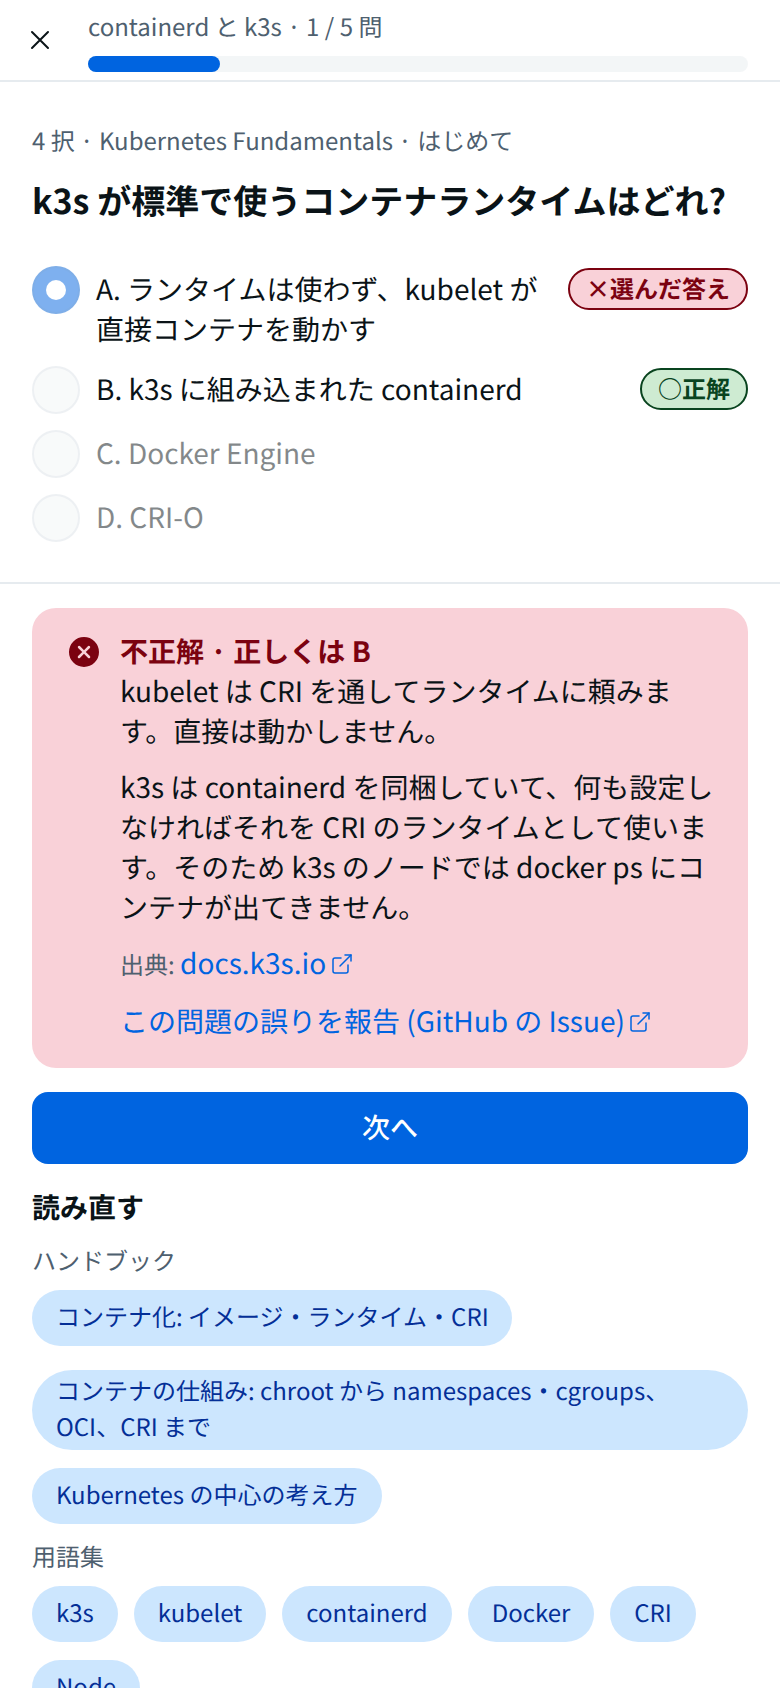 containerd と k3s · 1 / 5 問
4 択 · Kubernetes Fundamentals · はじめて
k3s が標準で使うコンテナランタイムはどれ?
A. ランタイムは使わず、kubelet が
直接コンテナを動かす
×選んだ答え
B. k3s に組み込まれた containerd
○正解
C. Docker Engine
D. CRI-O
不正解 · 正しくは B
kubelet は CRI を通してランタイムに頼みま
す。直接は動かしません。
k3s は containerd を同梱していて、何も設定し
なければそれを CRI のランタイムとして使いま
す。そのため k3s のノードでは docker ps にコ
ンテナが出てきません。
出典: docs.k3s.io
この問題の誤りを報告 (GitHub の Issue)
次へ
読み直す
ハンドブック
コンテナ化: イメージ・ランタイム・CRI
コンテナの仕組み: chroot から namespaces・cgroups、
OCI、CRI まで
Kubernetes の中心の考え方
用語集
k3s kubelet containerd Docker CRI
Node